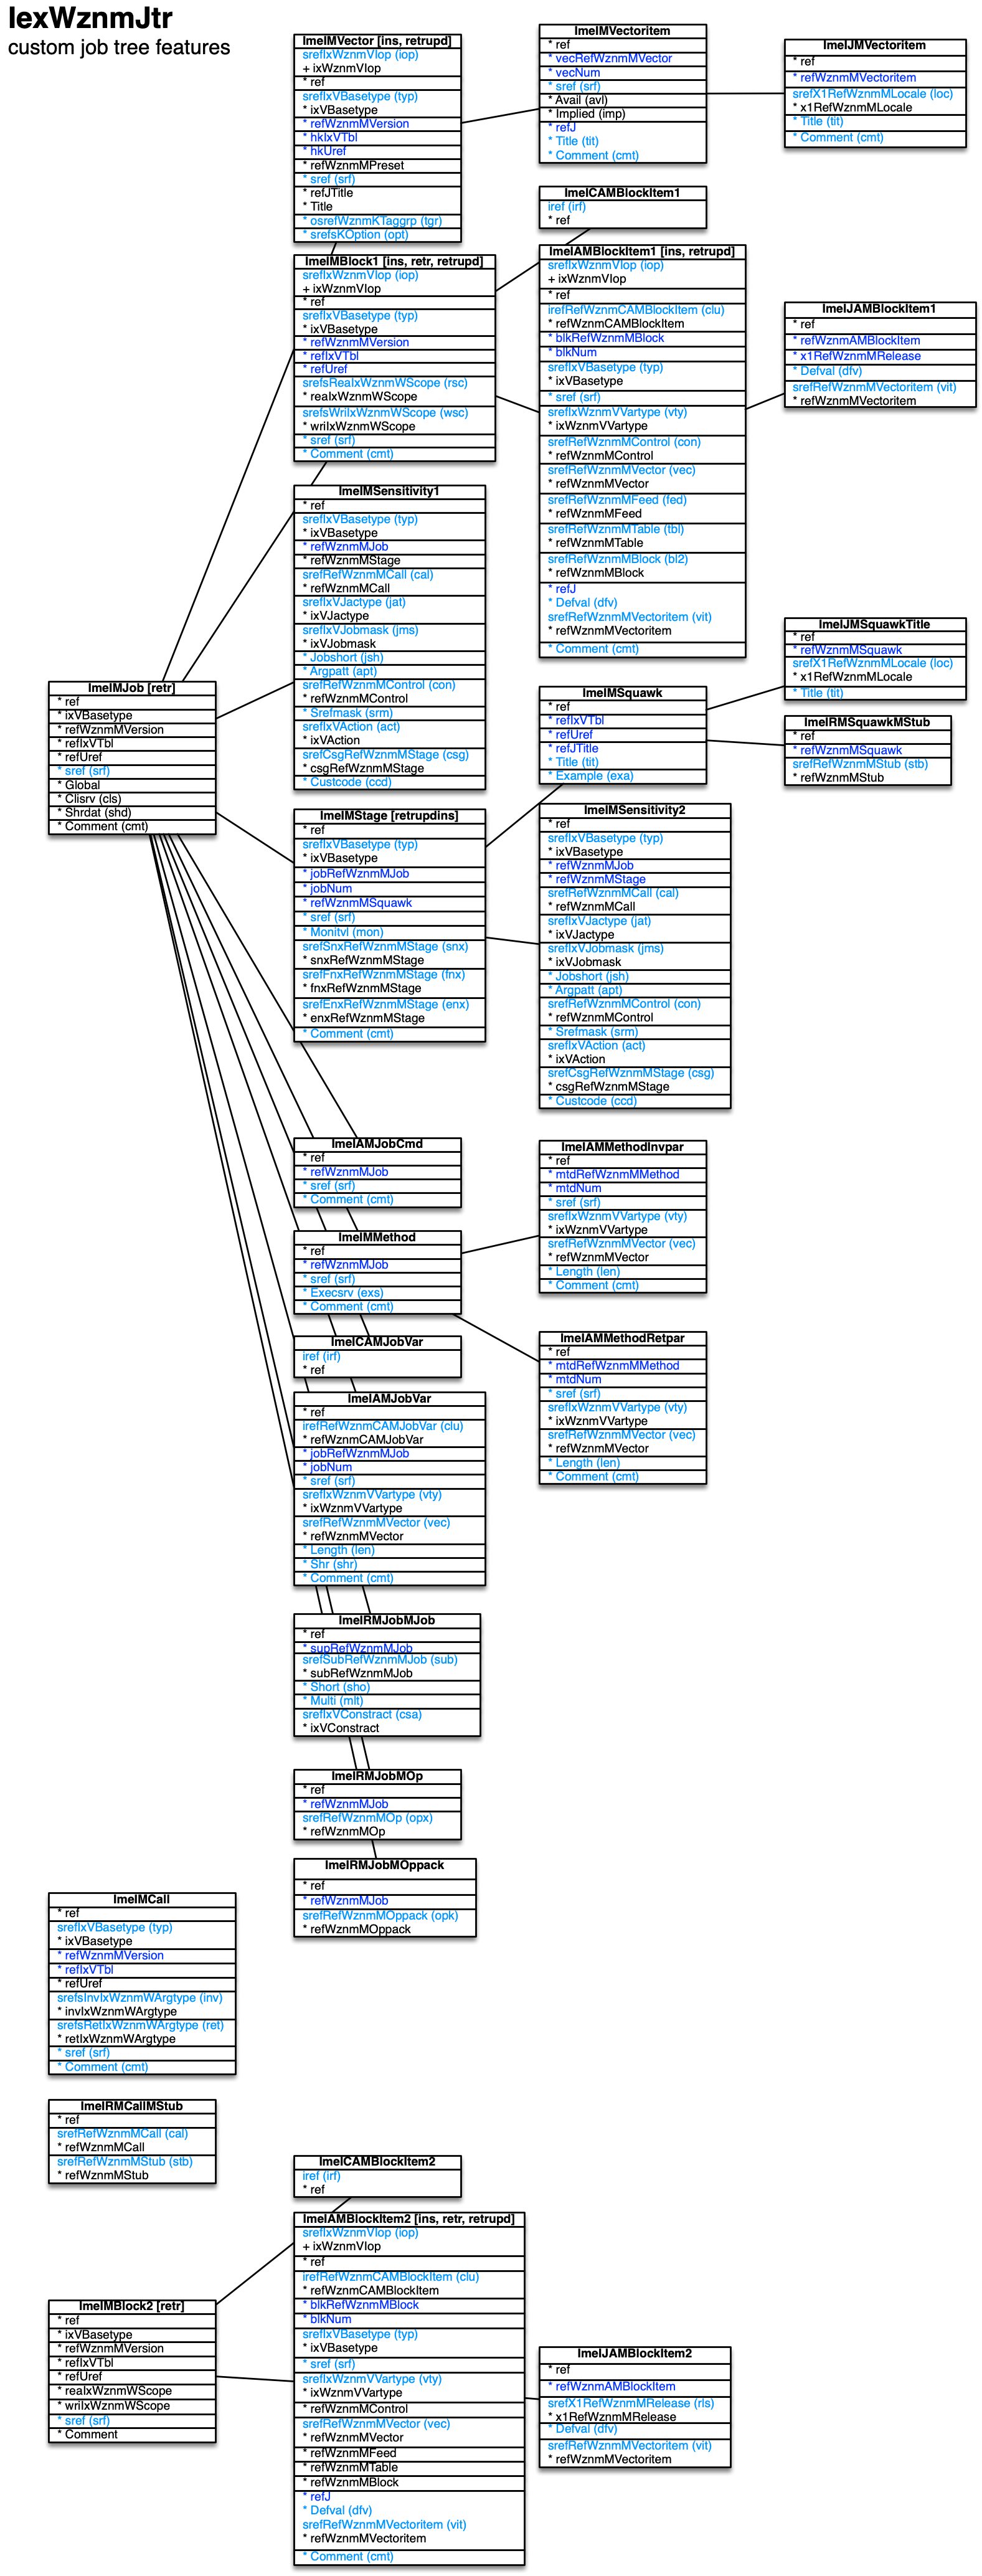 IexWznmJtr
custom job tree features
ImeIMVector [ins, retrupd]
srefIxWznmVIop (iop)
+ ixWznmVIop
* ref
srefIxVBasetype (typ)
* ixVBasetype
* refWznmMVersion
* hkIxVTbl
* hkUref
* refWznmMPreset
* sref (srf)
* refJTitle
* Title
* osrefWznmKTaggrp (tgr)
* srefsKOption (opt)
ImeIMVectoritem
* ref
* vecRefWznmMVector
* vecNum
* sref (srf)
* Avail (avl)
* Implied (imp)
* refJ
* Title (tit)
* Comment (cmt)
ImeIJMVectoritem
* ref
* refWznmMVectoritem
srefX1RefWznmMLocale (loc)
* x1RefWznmMLocale
* Title (tit)
* Comment (cmt)
ImeIMBlock1 [ins, retr, retrupd]
srefIxWznmVIop (iop)
+ ixWznmVIop
* ref
srefIxVBasetype (typ)
* ixVBasetype
* refWznmMVersion
* refIxVTbl
* refUref
srefsReaIxWznmWScope (rsc)
* reaIxWznmWScope
srefsWriIxWznmWScope (wsc)
* wriIxWznmWScope
* sref (srf)
* Comment (cmt)
ImeICAMBlockItem1
iref (irf)
* ref
ImeIAMBlockItem1 [ins, retrupd]
srefIxWznmVIop (iop)
+ ixWznmVIop
* ref
irefRefWznmCAMBlockItem (clu)
* refWznmCAMBlockItem
* blkRefWznmMBlock
* blkNum
srefIxVBasetype (typ)
* ixVBasetype
* sref (srf)
srefIxWznmVVartype (vty)
* ixWznmVVartype
srefRefWznmMControl (con)
* refWznmMControl
srefRefWznmMVector (vec)
* refWznmMVector
srefRefWznmMFeed (fed)
* refWznmMFeed
srefRefWznmMTable (tbl)
* refWznmMTable
srefRefWznmMBlock (bl2)
* refWznmMBlock
* refJ
* Defval (dfv)
srefRefWznmMVectoritem (vit)
* refWznmMVectoritem
* Comment (cmt)
ImeIJAMBlockItem1
* ref
* refWznmAMBlockItem
* x1RefWznmMRelease
* Defval (dfv)
srefRefWznmMVectoritem (vit)
* refWznmMVectoritem
ImeIMSensitivity1
* ref
srefIxVBasetype (typ)
* ixVBasetype
* refWznmMJob
* refWznmMStage
srefRefWznmMCall (cal)
* refWznmMCall
srefIxVJactype (jat)
* ixVJactype
srefIxVJobmask (jms)
* ixVJobmask
* Jobshort (jsh)
* Argpatt (apt)
srefRefWznmMControl (con)
* refWznmMControl
* Srefmask (srm)
srefIxVAction (act)
* ixVAction
srefCsgRefWznmMStage (csg)
* csgRefWznmMStage
* Custcode (ccd)
ImeIMJob [retr]
* ref
* ixVBasetype
* refWznmMVersion
* refIxVTbl
* refUref
* sref (srf)
* Global
* Clisrv (cls)
* Shrdat (shd)
* Comment (cmt)
ImeIMSquawk
* ref
* refIxVTbl
* refUref
* refJTitle
* Title (tit)
* Example (exa)
ImeIJMSquawkTitle
* ref
* refWznmMSquawk
srefX1RefWznmMLocale (loc)
* x1RefWznmMLocale
* Title (tit)
ImeIRMSquawkMStub
* ref
* refWznmMSquawk
srefRefWznmMStub (stb)
* refWznmMStub
ImeIMStage [retrupdins]
* ref
srefIxVBasetype (typ)
* ixVBasetype
* jobRefWznmMJob
* jobNum
* refWznmMSquawk
* sref (srf)
* Monitvl (mon)
srefSnxRefWznmMStage (snx)
* snxRefWznmMStage
srefFnxRefWznmMStage (fnx)
* fnxRefWznmMStage
srefEnxRefWznmMStage (enx)
* enxRefWznmMStage
* Comment (cmt)
ImeIMSensitivity2
* ref
srefIxVBasetype (typ)
* ixVBasetype
* refWznmMJob
* refWznmMStage
srefRefWznmMCall (cal)
* refWznmMCall
srefIxVJactype (jat)
* ixVJactype
srefIxVJobmask (jms)
* ixVJobmask
* Jobshort (jsh)
* Argpatt (apt)
srefRefWznmMControl (con)
* refWznmMControl
* Srefmask (srm)
srefIxVAction (act)
* ixVAction
srefCsgRefWznmMStage (csg)
* csgRefWznmMStage
* Custcode (ccd)
ImeIAMJobCmd
* ref
* refWznmMJob
* sref (srf)
* Comment (cmt)
ImeIMMethod
* ref
* refWznmMJob
* sref (srf)
* Execsrv (exs)
* Comment (cmt)
ImeIAMMethodInvpar
* ref
* mtdRefWznmMMethod
* mtdNum
* sref (srf)
srefIxWznmVVartype (vty)
* ixWznmVVartype
srefRefWznmMVector (vec)
* refWznmMVector
* Length (len)
* Comment (cmt)
ImeIAMMethodRetpar
* ref
* mtdRefWznmMMethod
* mtdNum
* sref (srf)
srefIxWznmVVartype (vty)
* ixWznmVVartype
srefRefWznmMVector (vec)
* refWznmMVector
* Length (len)
* Comment (cmt)
ImeICAMJobVar
iref (irf)
* ref
ImeIAMJobVar
* ref
irefRefWznmCAMJobVar (clu)
* refWznmCAMJobVar
* jobRefWznmMJob
* jobNum
* sref (srf)
srefIxWznmVVartype (vty)
* ixWznmVVartype
srefRefWznmMVector (vec)
* refWznmMVector
* Length (len)
* Shr (shr)
* Comment (cmt)
ImeIRMJobMJob
* ref
* supRefWznmMJob
srefSubRefWznmMJob (sub)
* subRefWznmMJob
* Short (sho)
* Multi (mlt)
srefIxVConstract (csa)
* ixVConstract
ImeIRMJobMOp
* ref
* refWznmMJob
srefRefWznmMOp (opx)
* refWznmMOp
ImeIRMJobMOppack
* ref
* refWznmMJob
srefRefWznmMOppack (opk)
* refWznmMOppack
ImeIMCall
* ref
srefIxVBasetype (typ)
* ixVBasetype
* refWznmMVersion
* refIxVTbl
* refUref
srefsInvIxWznmWArgtype (inv)
* invIxWznmWArgtype
srefsRetIxWznmWArgtype (ret)
* retIxWznmWArgtype
* sref (srf)
* Comment (cmt)
ImeIRMCallMStub
* ref
srefRefWznmMCall (cal)
* refWznmMCall
srefRefWznmMStub (stb)
* refWznmMStub
ImeICAMBlockItem2
iref (irf)
* ref
ImeIMBlock2 [retr]
* ref
* ixVBasetype
* refWznmMVersion
* refIxVTbl
* refUref
* reaIxWznmWScope
* wriIxWznmWScope
* sref (srf)
* Comment
ImeIAMBlockItem2 [ins, retr, retrupd]
srefIxWznmVIop (iop)
+ ixWznmVIop
* ref
irefRefWznmCAMBlockItem (clu)
* refWznmCAMBlockItem
* blkRefWznmMBlock
* blkNum
srefIxVBasetype (typ)
* ixVBasetype
* sref (srf)
srefIxWznmVVartype (vty)
* ixWznmVVartype
* refWznmMControl
srefRefWznmMVector (vec)
* refWznmMVector
* refWznmMFeed
* refWznmMTable
* refWznmMBlock
* refJ
* Defval (dfv)
srefRefWznmMVectoritem (vit)
* refWznmMVectoritem
* Comment (cmt)
ImeIJAMBlockItem2
* ref
* refWznmAMBlockItem
srefX1RefWznmMRelease (rls)
* x1RefWznmMRelease
* Defval (dfv)
srefRefWznmMVectoritem (vit)
* refWznmMVectoritem